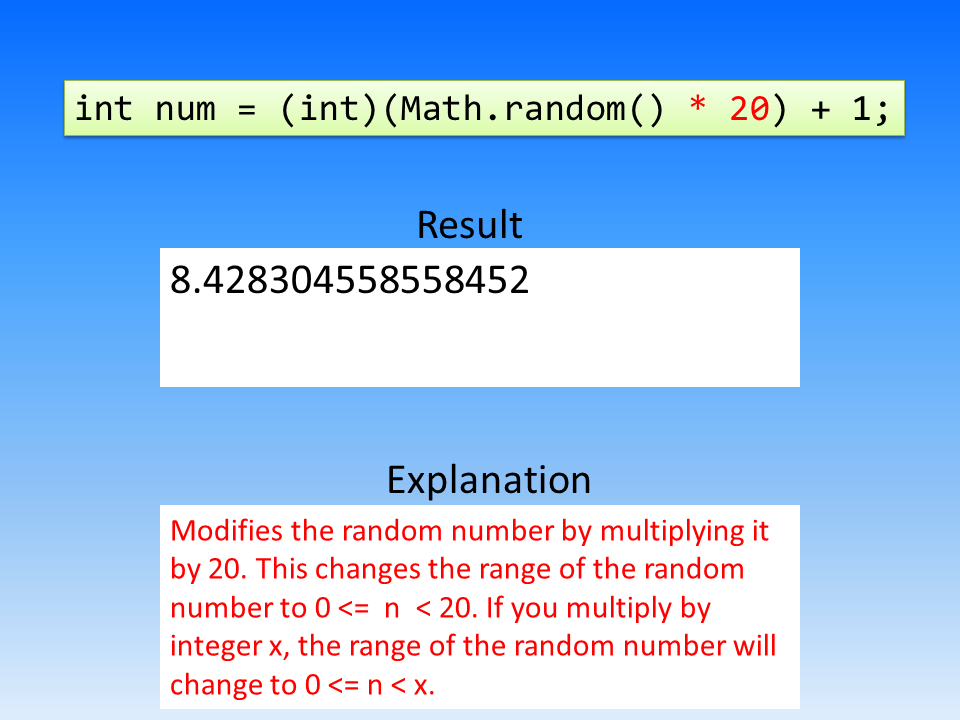 int num = (int)(Math.random() * 20) + 1;
Result
8.428304558558452
Explanation
Modifies the random number by multiplying it
by 20. This changes the range of the random
number to 0 <= n < 20. If you multiply by
integer x, the range of the random number will
change to 0 <= n < x.